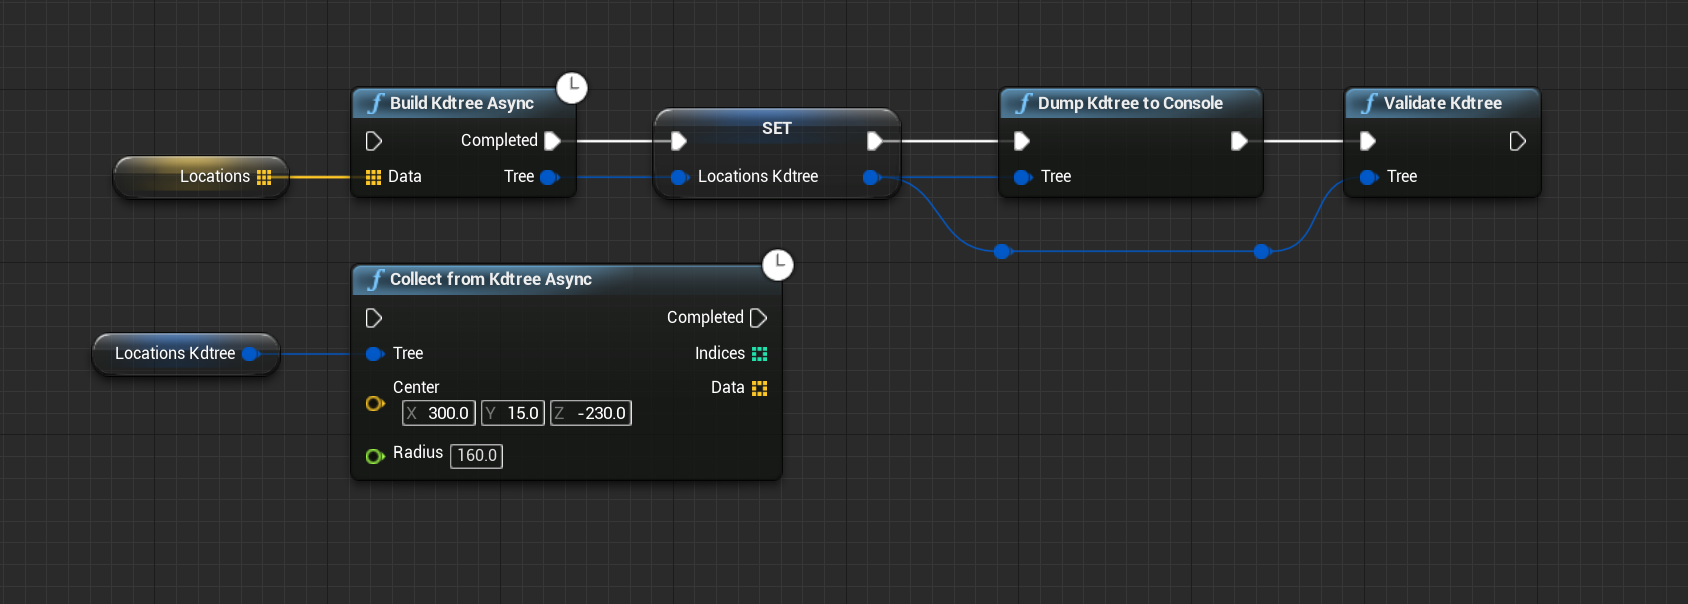 f Build Kdtree Async
Completed
Locations
Data
Tree
SET
Locations Kdtree
f Dump Kdtree to Console
Tree
f Validate Kdtree
Tree
f Collect from Kdtree Async
Completed
Locations Kdtree
Tree
Indices
Center
Data
X 300.0 Y 15.0 Z -230.0
Radius 160.0